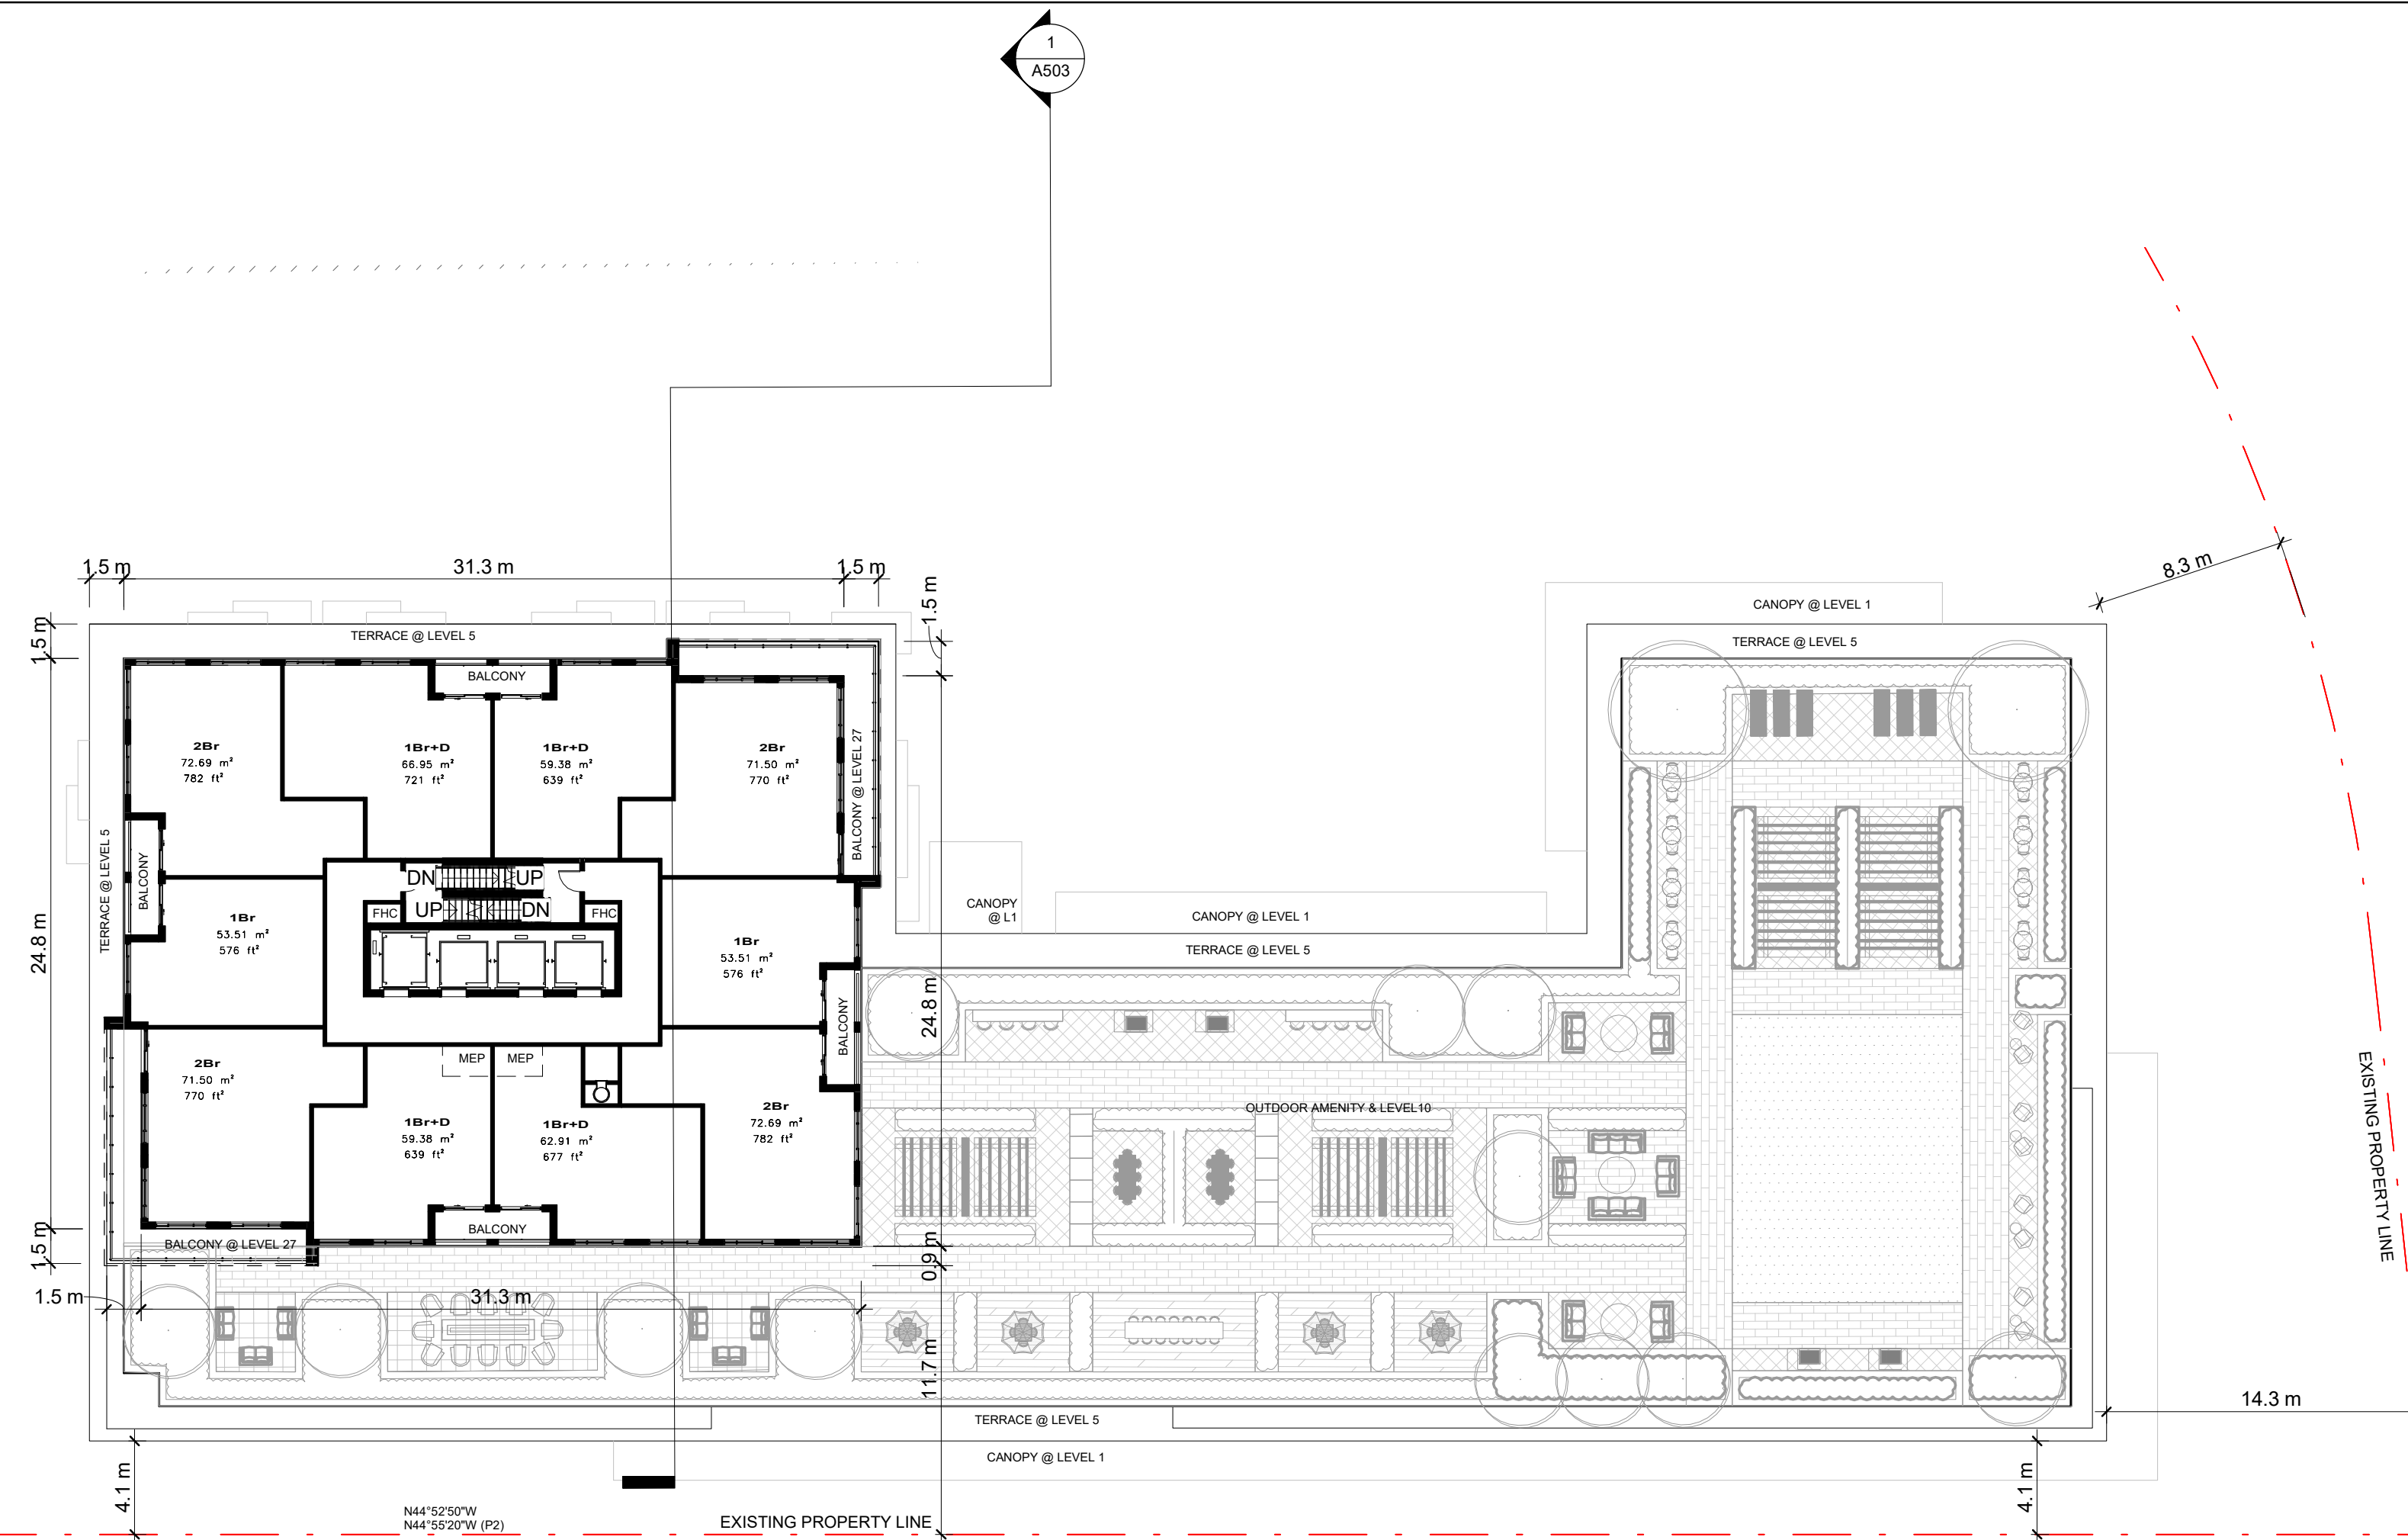 1
A503
8.3 m
1.5 m
31.3 m
1.5 m
1.5 m
1.5 m
CANOPY @ LEVEL 1
TERRACE @ LEVEL 5
TERRACE @ LEVEL 5
BALCONY
2Br
72.69 m²
782 ft²
1Br+D
66.95 m²
721 ft²
1Br+D
59.38 m²
639 ft²
2Br
71.50 m²
770 ft²
BALCONY @ LEVEL 27
TERRACE @ LEVEL 5
BALCONY
DN
UP
UP
DN
FHC
FHC
CANOPY
@ L1
CANOPY @ LEVEL 1
TERRACE @ LEVEL 5
24.8 m
1Br
53.51 m²
576 ft²
1Br
53.51 m²
576 ft²
24.8 m
BALCONY
MEP
MEP
2Br
71.50 m²
770 ft²
1Br+D
59.38 m²
639 ft²
1Br+D
62.91 m²
677 ft²
2Br
72.69 m²
782 ft²
OUTDOOR AMENITY & LEVEL10
EXISTING PROPERTY LINE
BALCONY
BALCONY @ LEVEL 27
1.5 m
0.9 m
1.5 m
31.3 m
11.7 m
14.3 m
TERRACE @ LEVEL 5
CANOPY @ LEVEL 1
4.1 m
4.1 m
N44°52'50"W
N44°55'20"W (P2)
EXISTING PROPERTY LINE